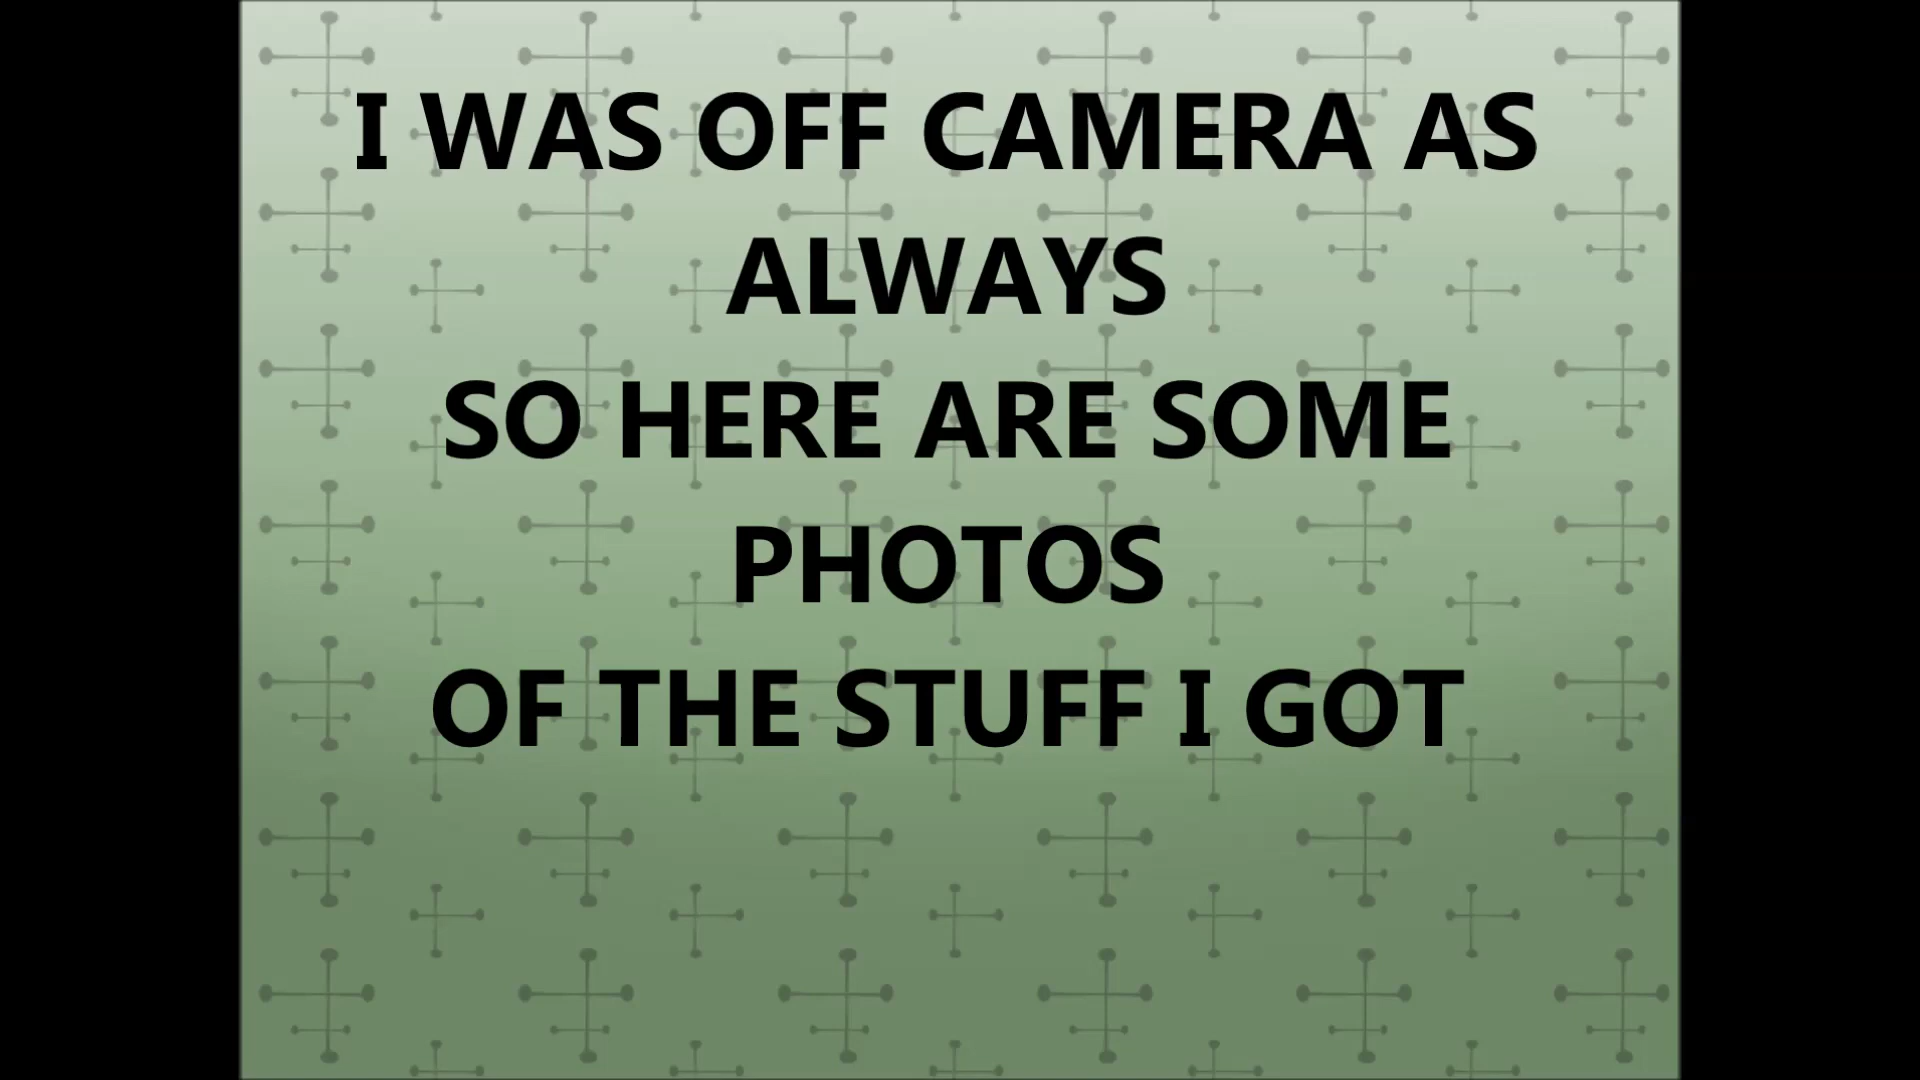 I WAS OFF CAMERA AS
ALWAYS
SO HERE ARE SOME
PHOTOS
OF THE STUFF I GOT